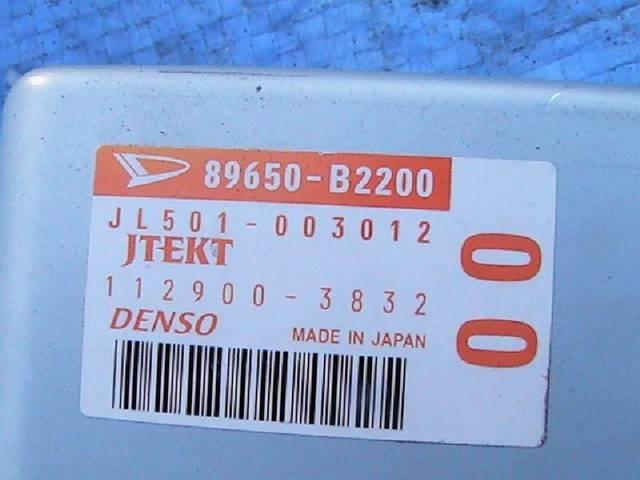 89650-B2200
JL501-003012
JTEKT
112900-3832
DENSO
MADE IN JAPAN
00